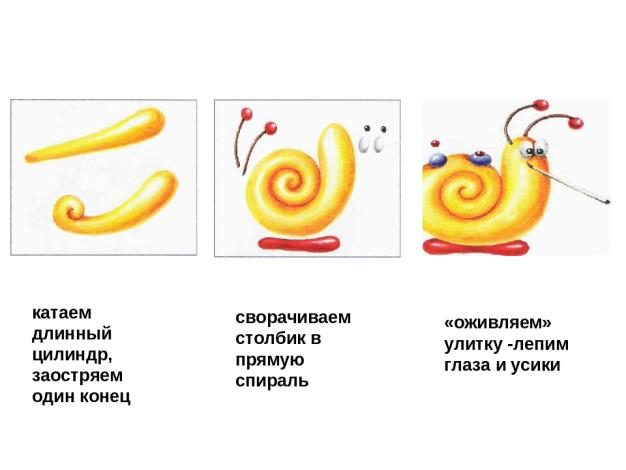 катаем
длинный
цилиндр,
заостряем
один конец
сворачиваем
столбик в
прямую
спираль
«оживляем»
улитку -лепим
глаза и усики